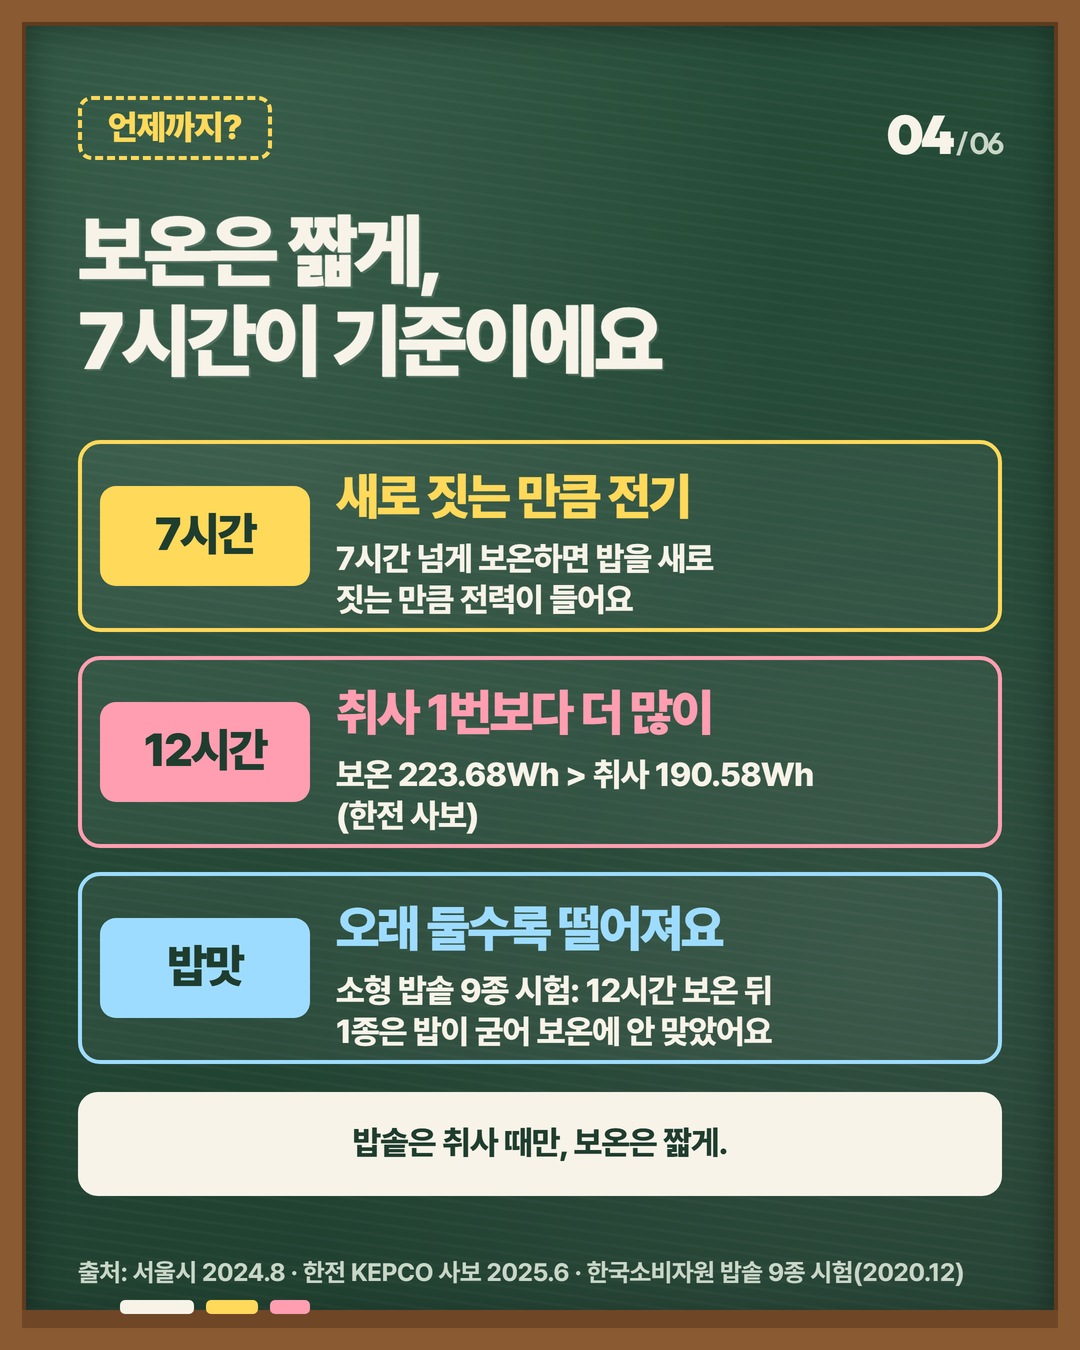 언제까지?
04/06
보온은 짧게,
7시간이 기준이에요
7시간
새로 짓는 만큼 전기
7시간 넘게 보온하면 밥을 새로
짓는 만큼 전력이 들어요
12시간
취사 1번보다 더 많이
보온 223.68Wh > 취사 190.58Wh
(한전 사보)
밥맛
오래 둘수록 떨어져요
소형 밥솥 9종 시험: 12시간 보온 뒤
1종은 밥이 굳어 보온에 안 맞았어요
밥솥은 취사 때만, 보온은 짧게.
출처: 서울시 2024.8 · 한전 KEPCO 사보 2025.6 · 한국소비자원 밥솥 9종 시험(2020.12)